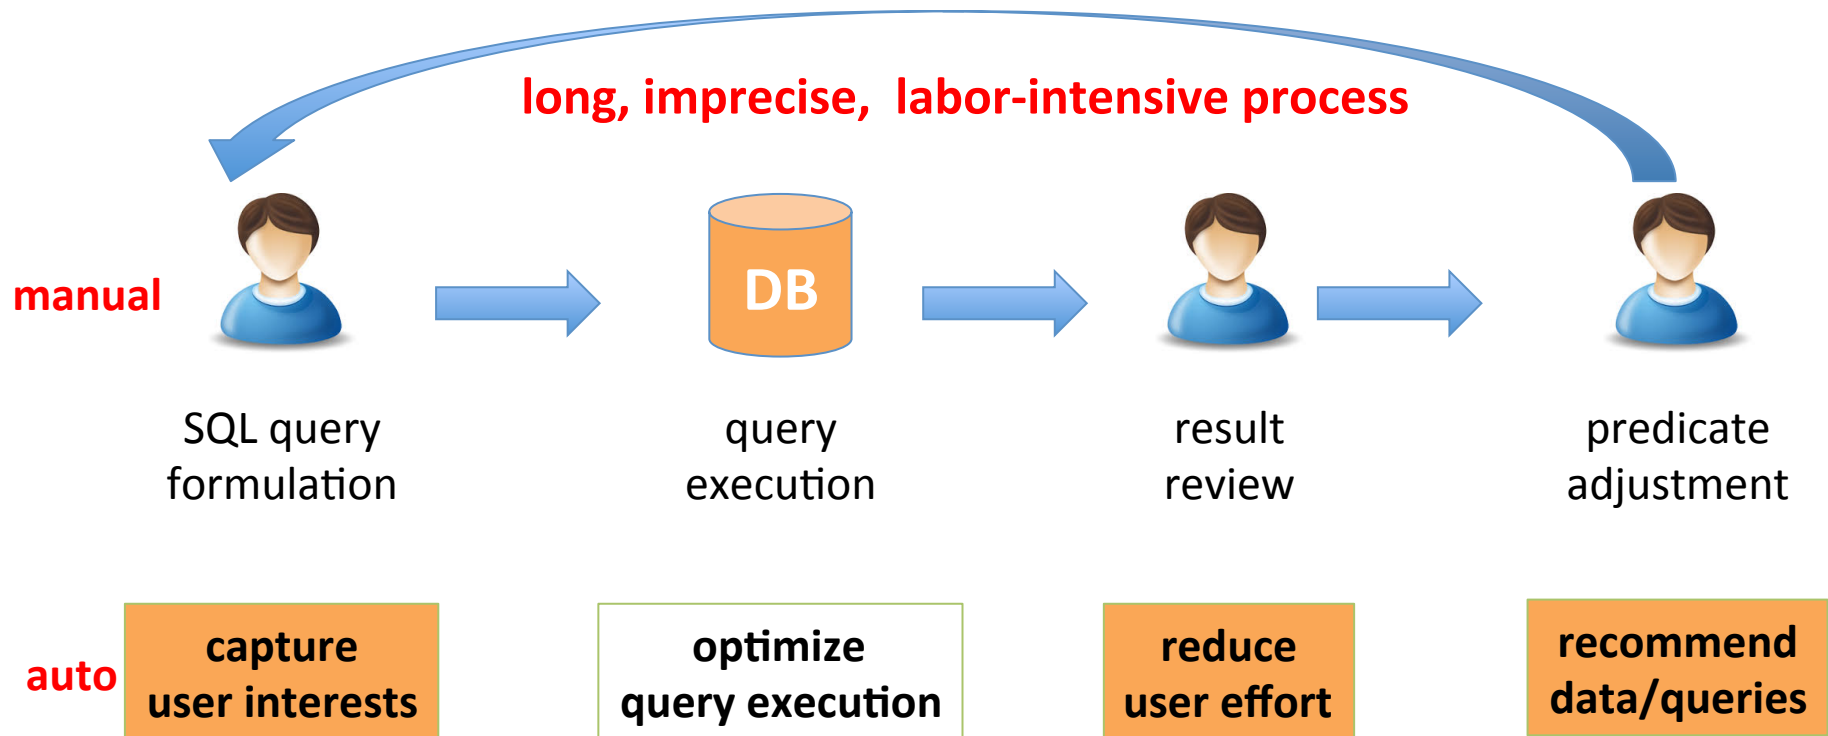 long, imprecise, labor-intensive process
manual
DB
SQL query
formulation
query
execution
result
review
predicate
adjustment
auto
capture
user interests
optimize
query execution
reduce
user effort
recommend
data/queries